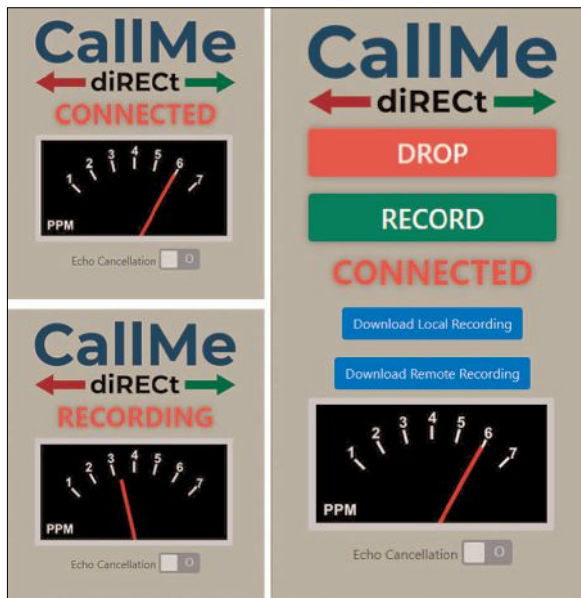 CallMe
diRECt
CONNECTED
1 2 3 4 5 6 7
PPM
Echo Cancellation O
CallMe
diRECt
RECORDING
1 2 3 4 5 6 7
PPM
Echo Cancellation O
CallMe
diRECt
DROP
RECORD
CONNECTED
Download Local Recording
Download Remote Recording
1 2 3 4 5 6 7
PPM
Echo Cancellation O